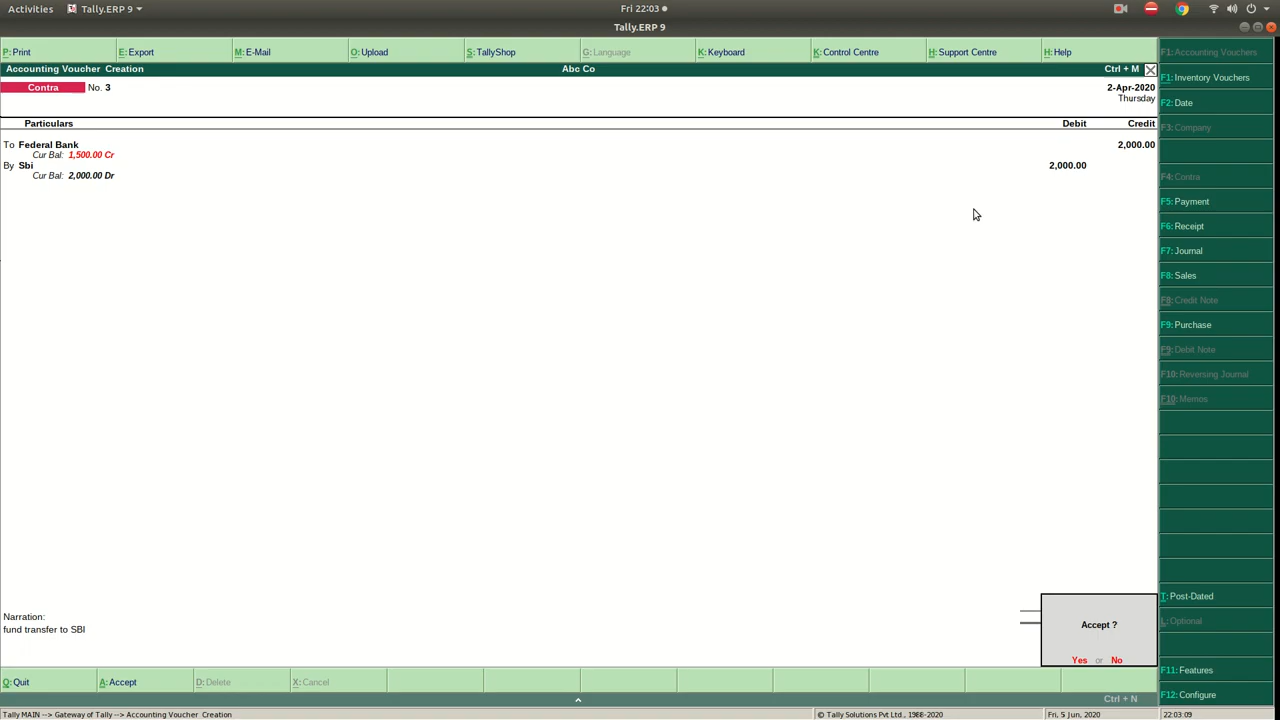 Activities Tally.ERP 9 Fri 22:03
Tally.ERP 9
P: Print E: Export M: E-Mail O: Upload S: TallyShop G: Language K: Keyboard K: Control Centre H: Support Centre H: Help
Accounting Voucher Creation Abc Co Ctrl + M
Contra No. 3 2-Apr-2020
Thursday
Particulars Debit Credit
To Federal Bank 2,000.00
Cur Bal: 1,500.00 Cr
By Sbi 2,000.00
Cur Bal: 2,000.00 Dr
F1: Accounting Vouchers
F1: Inventory Vouchers
F2: Date
F3: Company
F4: Contra
F5: Payment
F6: Receipt
F7: Journal
F8: Sales
F8: Credit Note
F9: Purchase
F9: Debit Note
F10: Reversing Journal
F10: Memos
T: Post-Dated
L: Optional
F11: Features
F12: Configure
Narration:
fund transfer to SBI
Accept ?
Yes or No
Q: Quit A: Accept D: Delete X: Cancel
Ctrl + N
Tally MAIN --> Gateway of Tally --> Accounting Voucher Creation © Tally Solutions Pvt Ltd., 1988-2020 Fri, 5 Jun, 2020 22:03:09